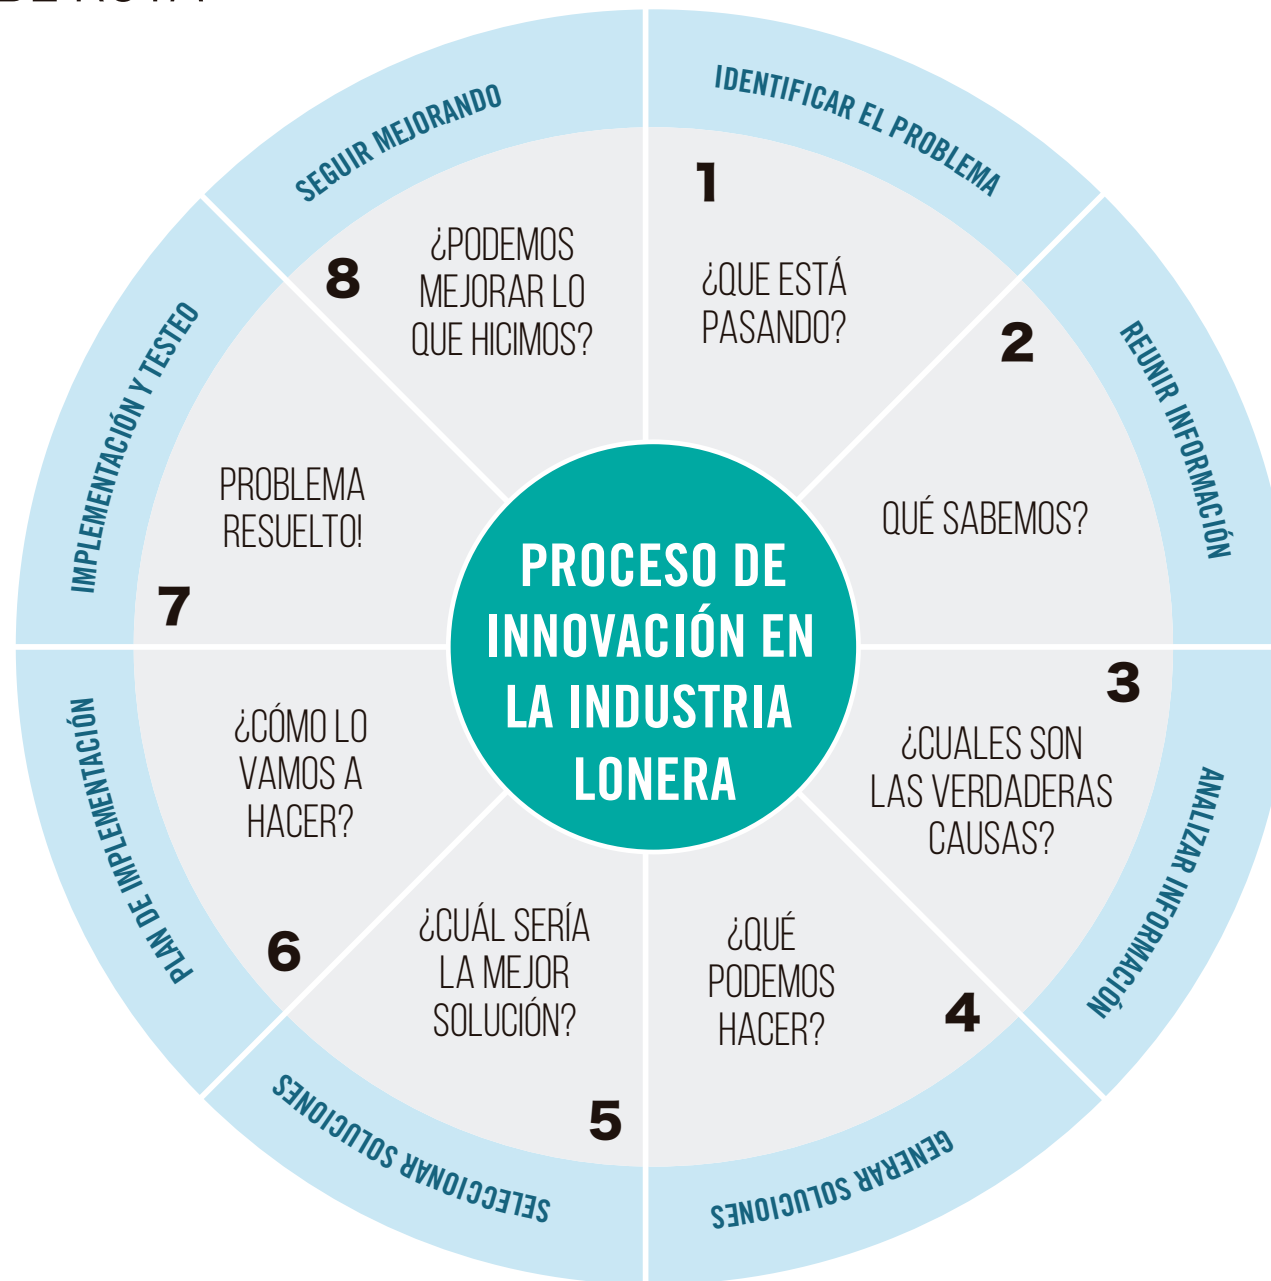 IDENTIFICAR EL PROBLEMA
1
¿QUE ESTÁ
PASANDO?
REUNIR INFORMACIÓN
2
QUÉ SABEMOS?
ANALIZAR INFORMACIÓN
3
¿CUALES SON
LAS VERDADERAS
CAUSAS?
GENERAR SOLUCIONES
4
¿QUÉ
PODEMOS
HACER?
SELECCIONAR SOLUCIONES
5
¿CUÁL SERÍA
LA MEJOR
SOLUCIÓN?
PLAN DE IMPLEMENTACIÓN
6
¿CÓMO LO
VAMOS A
HACER?
IMPLEMENTACIÓN Y TESTEO
7
PROBLEMA
RESUELTO!
SEGUIR MEJORANDO
8
¿PODEMOS
MEJORAR LO
QUE HICIMOS?
PROCESO DE
INNOVACIÓN EN
LA INDUSTRIA
LONERA